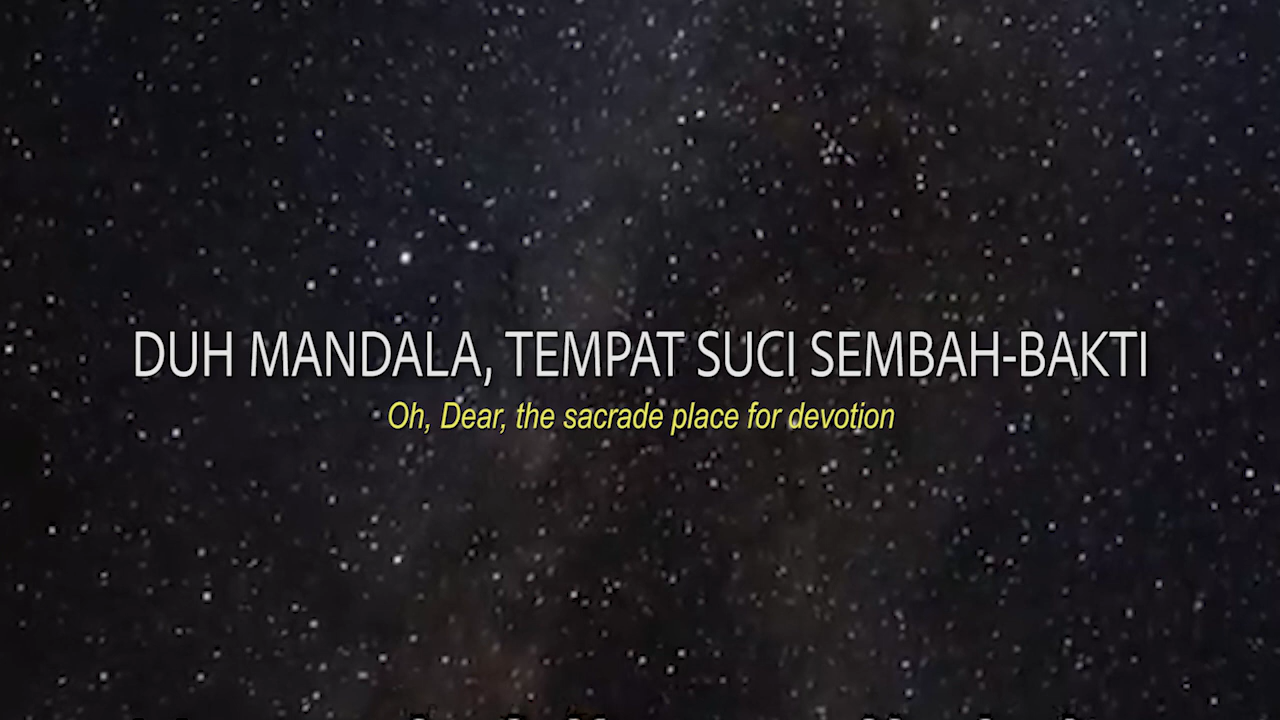 DUH MANDALA, TEMPAT SUCI SEMBAH-BAKTI
Oh, Dear, the sacrade place for devotion